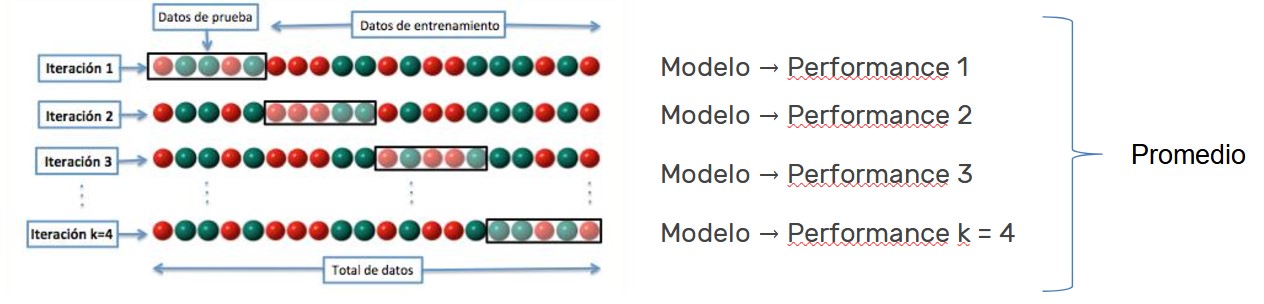 Datos de prueba
Datos de entrenamiento
Iteración 1
Iteración 2
Iteración 3
Iteración k=4
Total de datos
Modelo → Performance 1
Modelo → Performance 2
Modelo → Performance 3
Modelo → Performance k = 4
Promedio